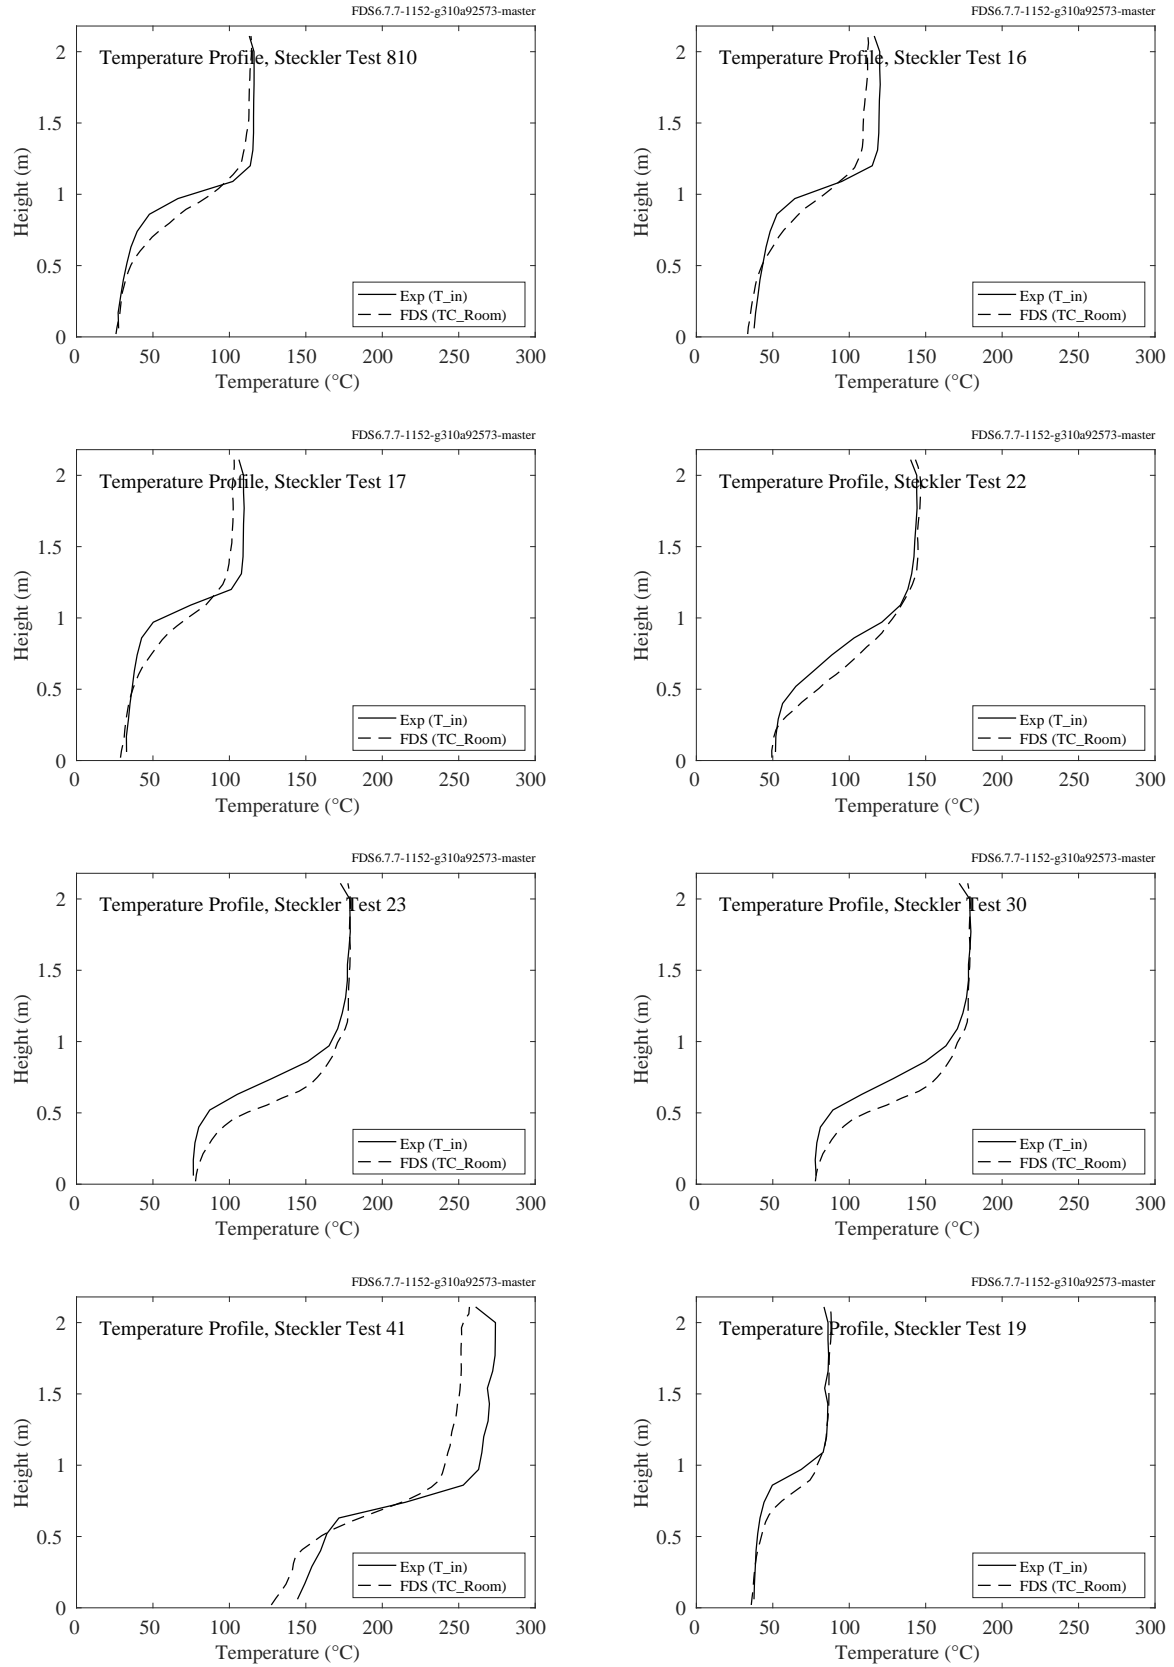 FDS6.7.7-1152-g310a92573-master
Temperature Profile, Steckler Test 810
Height (m)
2
1.5
1
0.5
0
Exp (T_in)
FDS (TC_Room)
0 50 100 150 200 250 300
Temperature (°C)
FDS6.7.7-1152-g310a92573-master
Temperature Profile, Steckler Test 16
Height (m)
2
1.5
1
0.5
0
Exp (T_in)
FDS (TC_Room)
0 50 100 150 200 250 300
Temperature (°C)
FDS6.7.7-1152-g310a92573-master
Temperature Profile, Steckler Test 17
Height (m)
2
1.5
1
0.5
0
Exp (T_in)
FDS (TC_Room)
0 50 100 150 200 250 300
Temperature (°C)
FDS6.7.7-1152-g310a92573-master
Temperature Profile, Steckler Test 22
Height (m)
2
1.5
1
0.5
0
Exp (T_in)
FDS (TC_Room)
0 50 100 150 200 250 300
Temperature (°C)
FDS6.7.7-1152-g310a92573-master
Temperature Profile, Steckler Test 23
Height (m)
2
1.5
1
0.5
0
Exp (T_in)
FDS (TC_Room)
0 50 100 150 200 250 300
Temperature (°C)
FDS6.7.7-1152-g310a92573-master
Temperature Profile, Steckler Test 30
Height (m)
2
1.5
1
0.5
0
Exp (T_in)
FDS (TC_Room)
0 50 100 150 200 250 300
Temperature (°C)
FDS6.7.7-1152-g310a92573-master
Temperature Profile, Steckler Test 41
Height (m)
2
1.5
1
0.5
0
Exp (T_in)
FDS (TC_Room)
0 50 100 150 200 250 300
Temperature (°C)
FDS6.7.7-1152-g310a92573-master
Temperature Profile, Steckler Test 19
Height (m)
2
1.5
1
0.5
0
Exp (T_in)
FDS (TC_Room)
0 50 100 150 200 250 300
Temperature (°C)